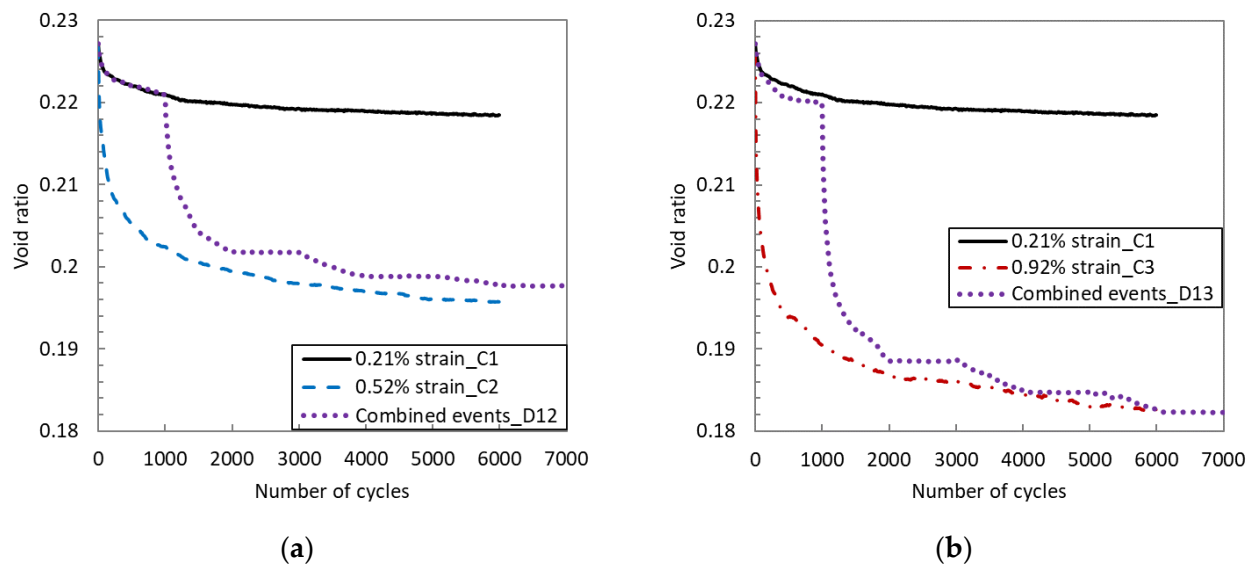 0.23
0.22
0.21
0.2
0.19
0.18
Void ratio
0.21% strain_C1
0.52% strain_C2
Combined events_D12
0 1000 2000 3000 4000 5000 6000 7000
Number of cycles
(a)
0.23
0.22
0.21
0.2
0.19
0.18
Void ratio
0.21% strain_C1
0.92% strain_C3
Combined events_D13
0 1000 2000 3000 4000 5000 6000 7000
Number of cycles
(b)